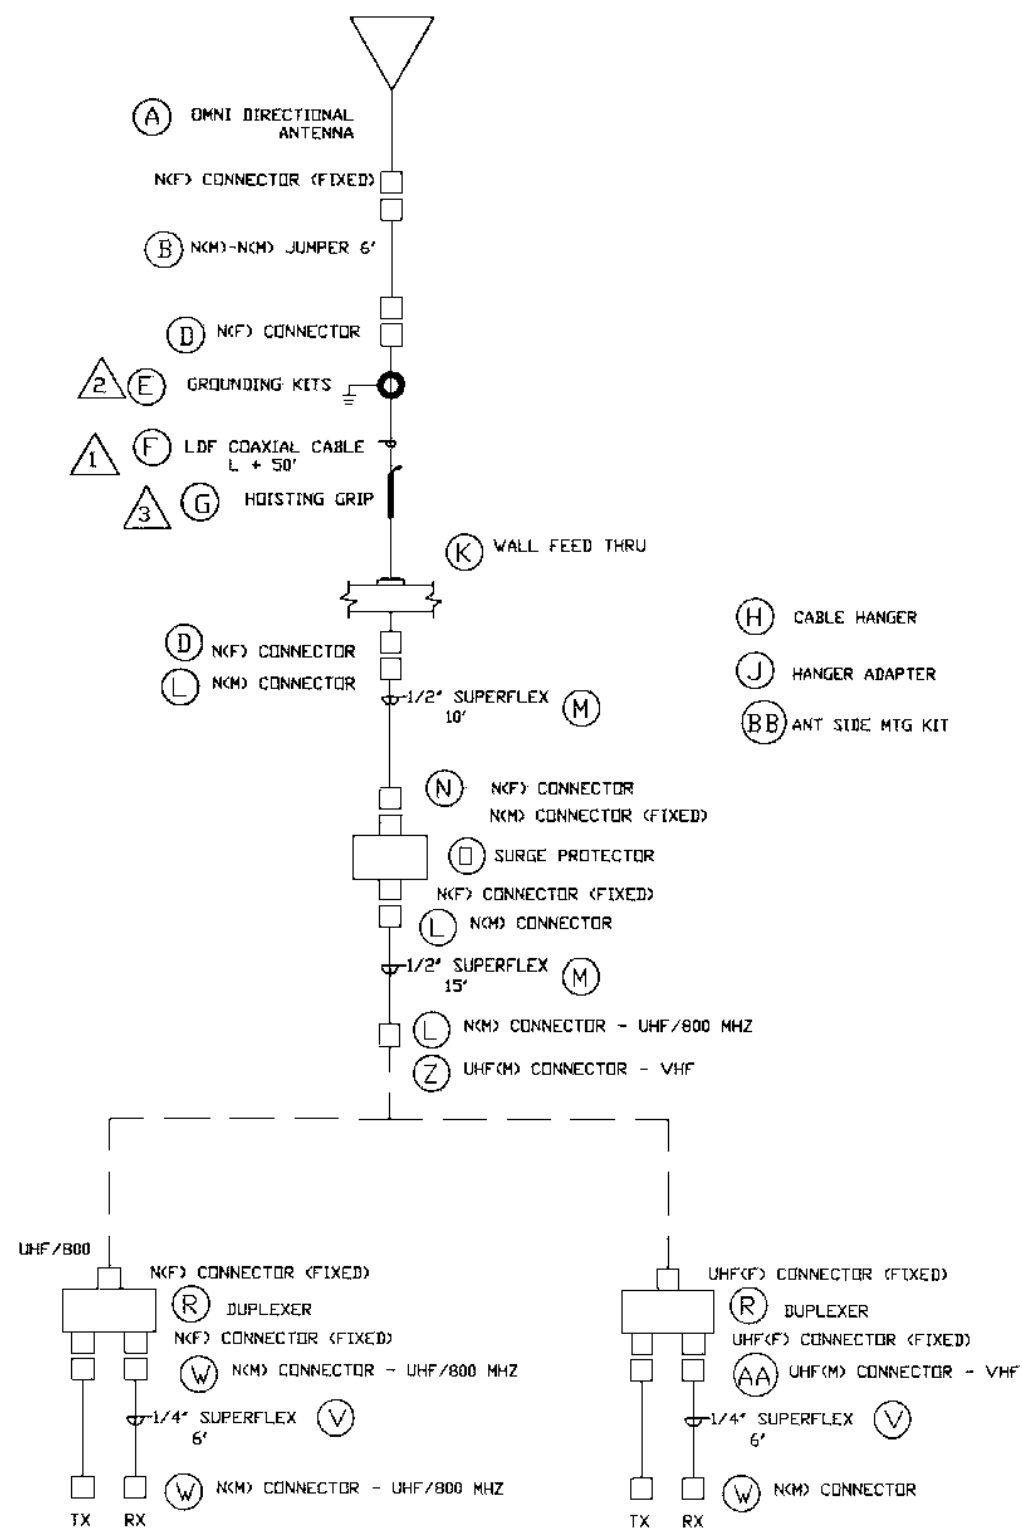 A OMNI DIRECTIONAL
ANTENNA
N(F) CONNECTOR (FIXED)
B N(M)-N(M) JUMPER 6'
D N(F) CONNECTOR
2 E GROUNDING KITS
1 F LDF COAXIAL CABLE
L + 50'
3 G HOISTING GRIP
K WALL FEED THRU
D N(F) CONNECTOR
L N(M) CONNECTOR
1/2" SUPERFLEX M
10'
H CABLE HANGER
J HANGER ADAPTER
BB ANT SIDE MTG KIT
N N(F) CONNECTOR
N(M) CONNECTOR (FIXED)
O SURGE PROTECTOR
N(F) CONNECTOR (FIXED)
L N(M) CONNECTOR
1/2" SUPERFLEX M
15'
L N(M) CONNECTOR - UHF/800 MHZ
Z UHF(M) CONNECTOR - VHF
UHF/800
N(F) CONNECTOR (FIXED)
R DUPLEXER
N(F) CONNECTOR (FIXED)
W N(M) CONNECTOR - UHF/800 MHZ
1/4" SUPERFLEX V
6'
W N(M) CONNECTOR - UHF/800 MHZ
TX RX
UHF(F) CONNECTOR (FIXED)
R DUPLEXER
UHF(F) CONNECTOR (FIXED)
AA UHF(M) CONNECTOR - VHF
1/4" SUPERFLEX V
6'
W N(M) CONNECTOR
TX RX